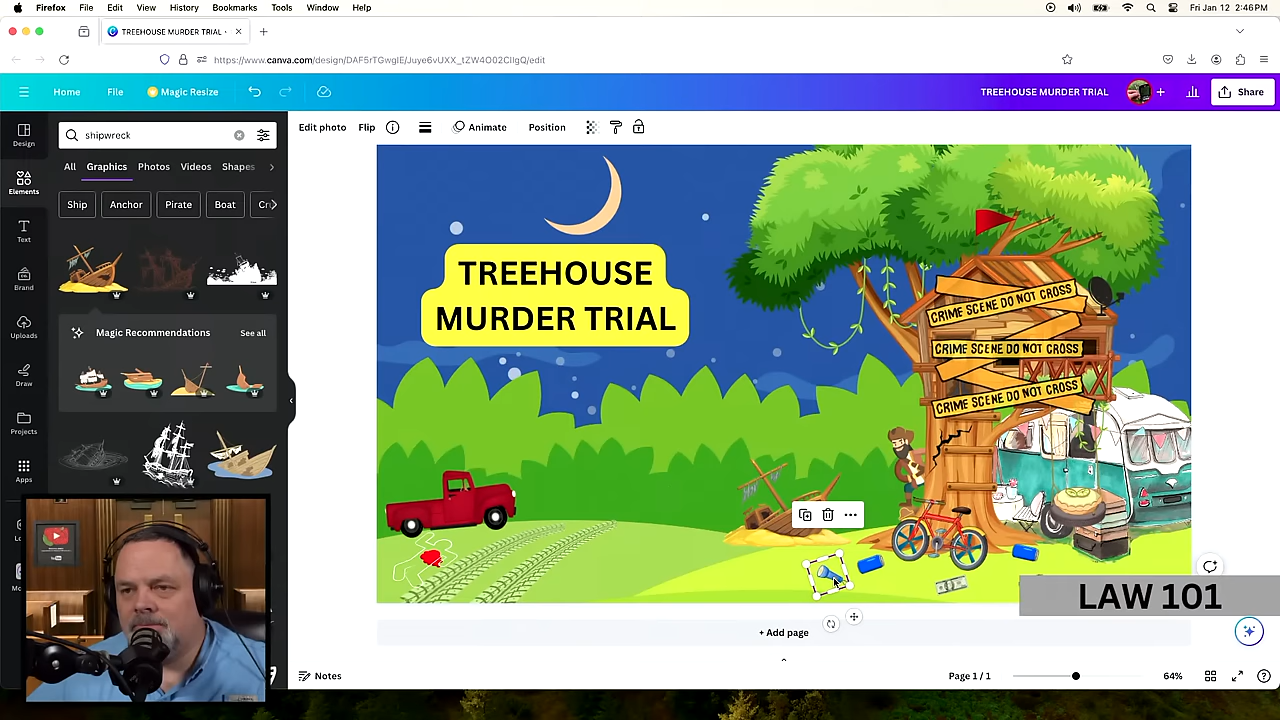 Firefox File Edit View History Bookmarks Tools Window Help Fri Jan 12 2:46 PM
TREEHOUSE MURDER TRIAL
https://www.canva.com/design/DAF5rTGwgIE/Juye6vUXX_tZW4O02CIIgQ/edit
Home File Magic Resize TREEHOUSE MURDER TRIAL Share
Edit photo Flip Animate Position
Design
shipwreck
Elements
All Graphics Photos Videos Shapes
Ship Anchor Pirate Boat
Text
Brand
Uploads
Magic Recommendations See all
Draw
Projects
Apps
TREEHOUSE
MURDER TRIAL
CRIME SCENE DO NOT CROSS
CRIME SCENE DO NOT CROSS
CRIME SCENE DO NOT CROSS
LAW 101
+ Add page
Notes
Page 1 / 1
64%